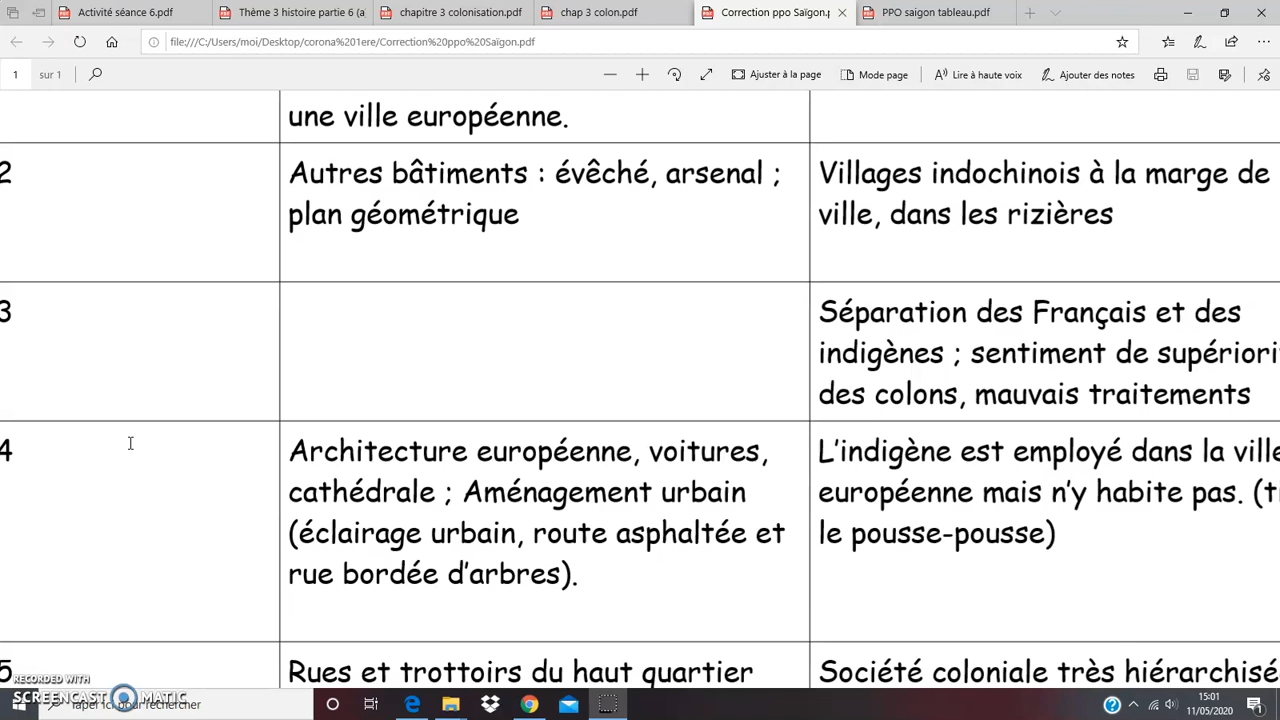 Activité séance 6.pdf
Thème 3 histoire partie 6 (a
chapitre 3 colonisation.pdf
chap 3 colon.pdf
Correction ppo Saïgon.p
PPO saigon tableau.pdf
file:///C:/Users/moi/Desktop/corona%201ere/Correction%20ppo%20Saïgon.pdf
1 sur 1
Ajuster à la page
Mode page
Lire à haute voix
Ajouter des notes
une ville européenne.
2
Autres bâtiments : évêché, arsenal ;
plan géométrique
Villages indochinois à la marge de
ville, dans les rizières
3
Séparation des Français et des
indigènes ; sentiment de supériori
des colons, mauvais traitements
4
Architecture européenne, voitures,
cathédrale ; Aménagement urbain
(éclairage urbain, route asphaltée et
rue bordée d'arbres).
L'indigène est employé dans la ville
européenne mais n'y habite pas. (ti
le pousse-pousse)
5
Rues et trottoirs du haut quartier
Société coloniale très hiérarchisé
RECORDED WITH
SCREENCAST MATIC
Taper ici pour rechercher
15:01
11/05/2020